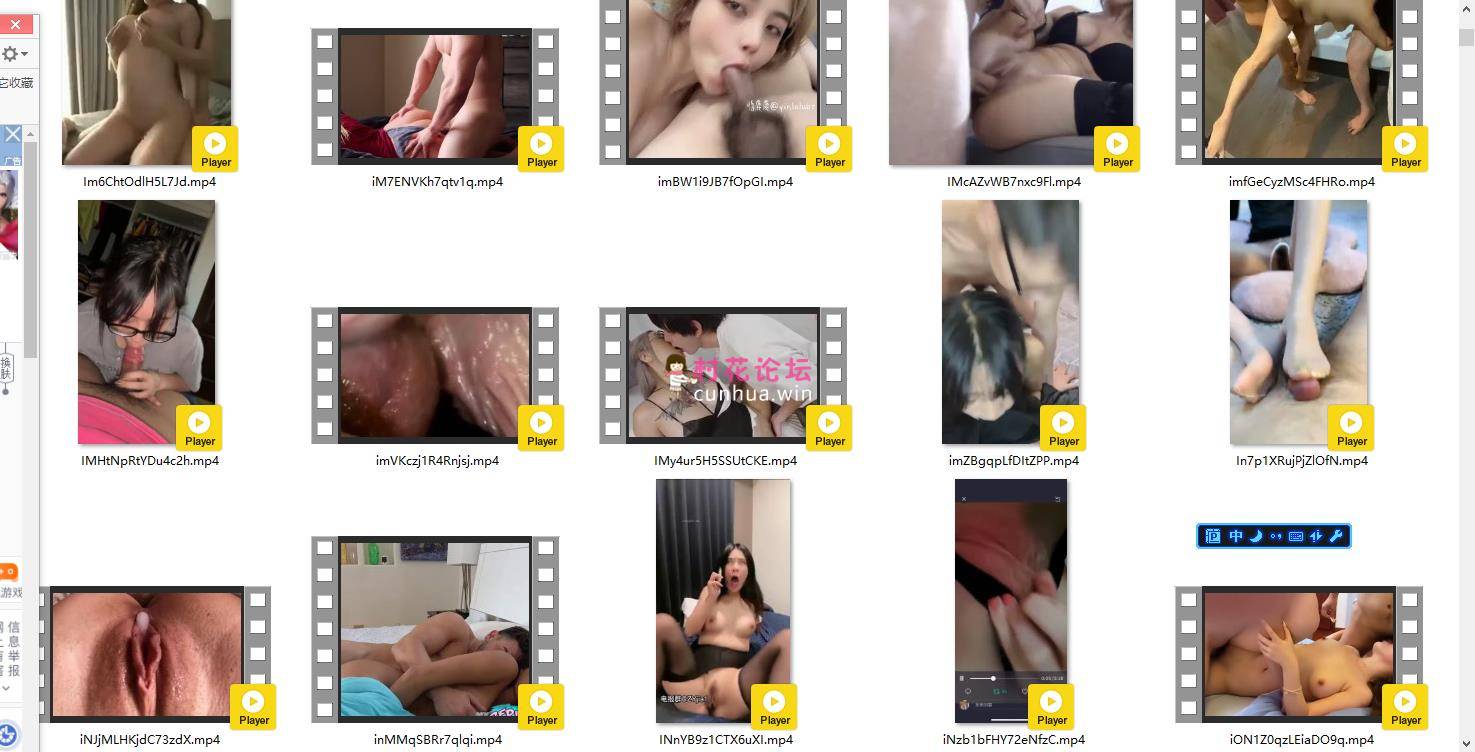 它收藏
广告
Player
Player
Player
Player
Player
Im6ChtOdlH5L7Jd.mp4
iM7ENVKh7qtv1q.mp4
imBW1i9JB7fOpGI.mp4
IMcAZvWB7nxc9Fl.mp4
imfGeCyzMSc4FHRo.mp4
换肤
村花论坛
cunhua.win
Player
Player
Player
Player
Player
IMHtNpRtYDu4c2h.mp4
imVKczj1R4Rnjsj.mp4
IMy4ur5H5SSUtCKE.mp4
imZBgqpLfDItZPP.mp4
In7p1XRujPjZlOfN.mp4
中
游戏
信息举报
Player
Player
Player
Player
Player
iNJjMLHKjdC73zdX.mp4
inMMqSBRr7qlqi.mp4
INnYB9z1CTX6uXI.mp4
iNzb1bFHY72eNfzC.mp4
iON1Z0qzLEiaDO9q.mp4